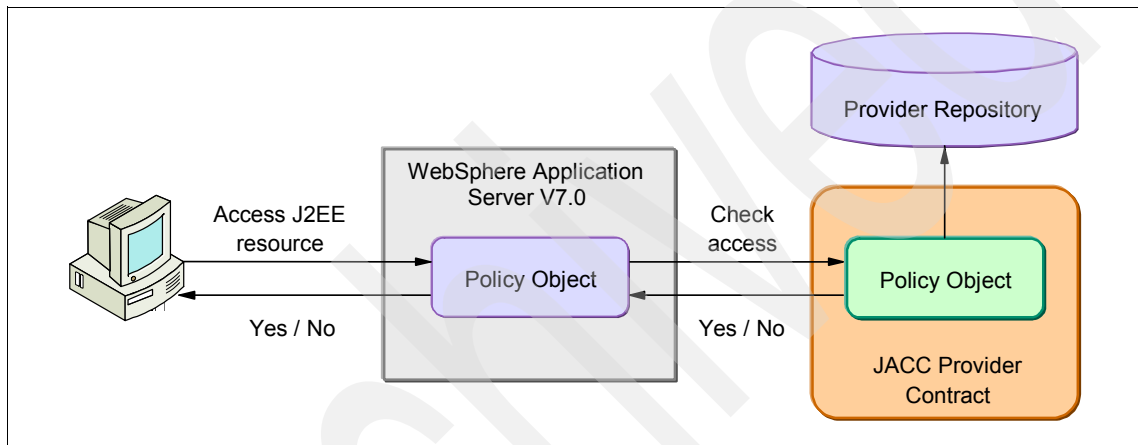 Provider Repository
WebSphere Application
Server V7.0
Access J2EE
resource
Policy Object
Yes / No
Check
access
Yes / No
Policy Object
JACC Provider
Contract